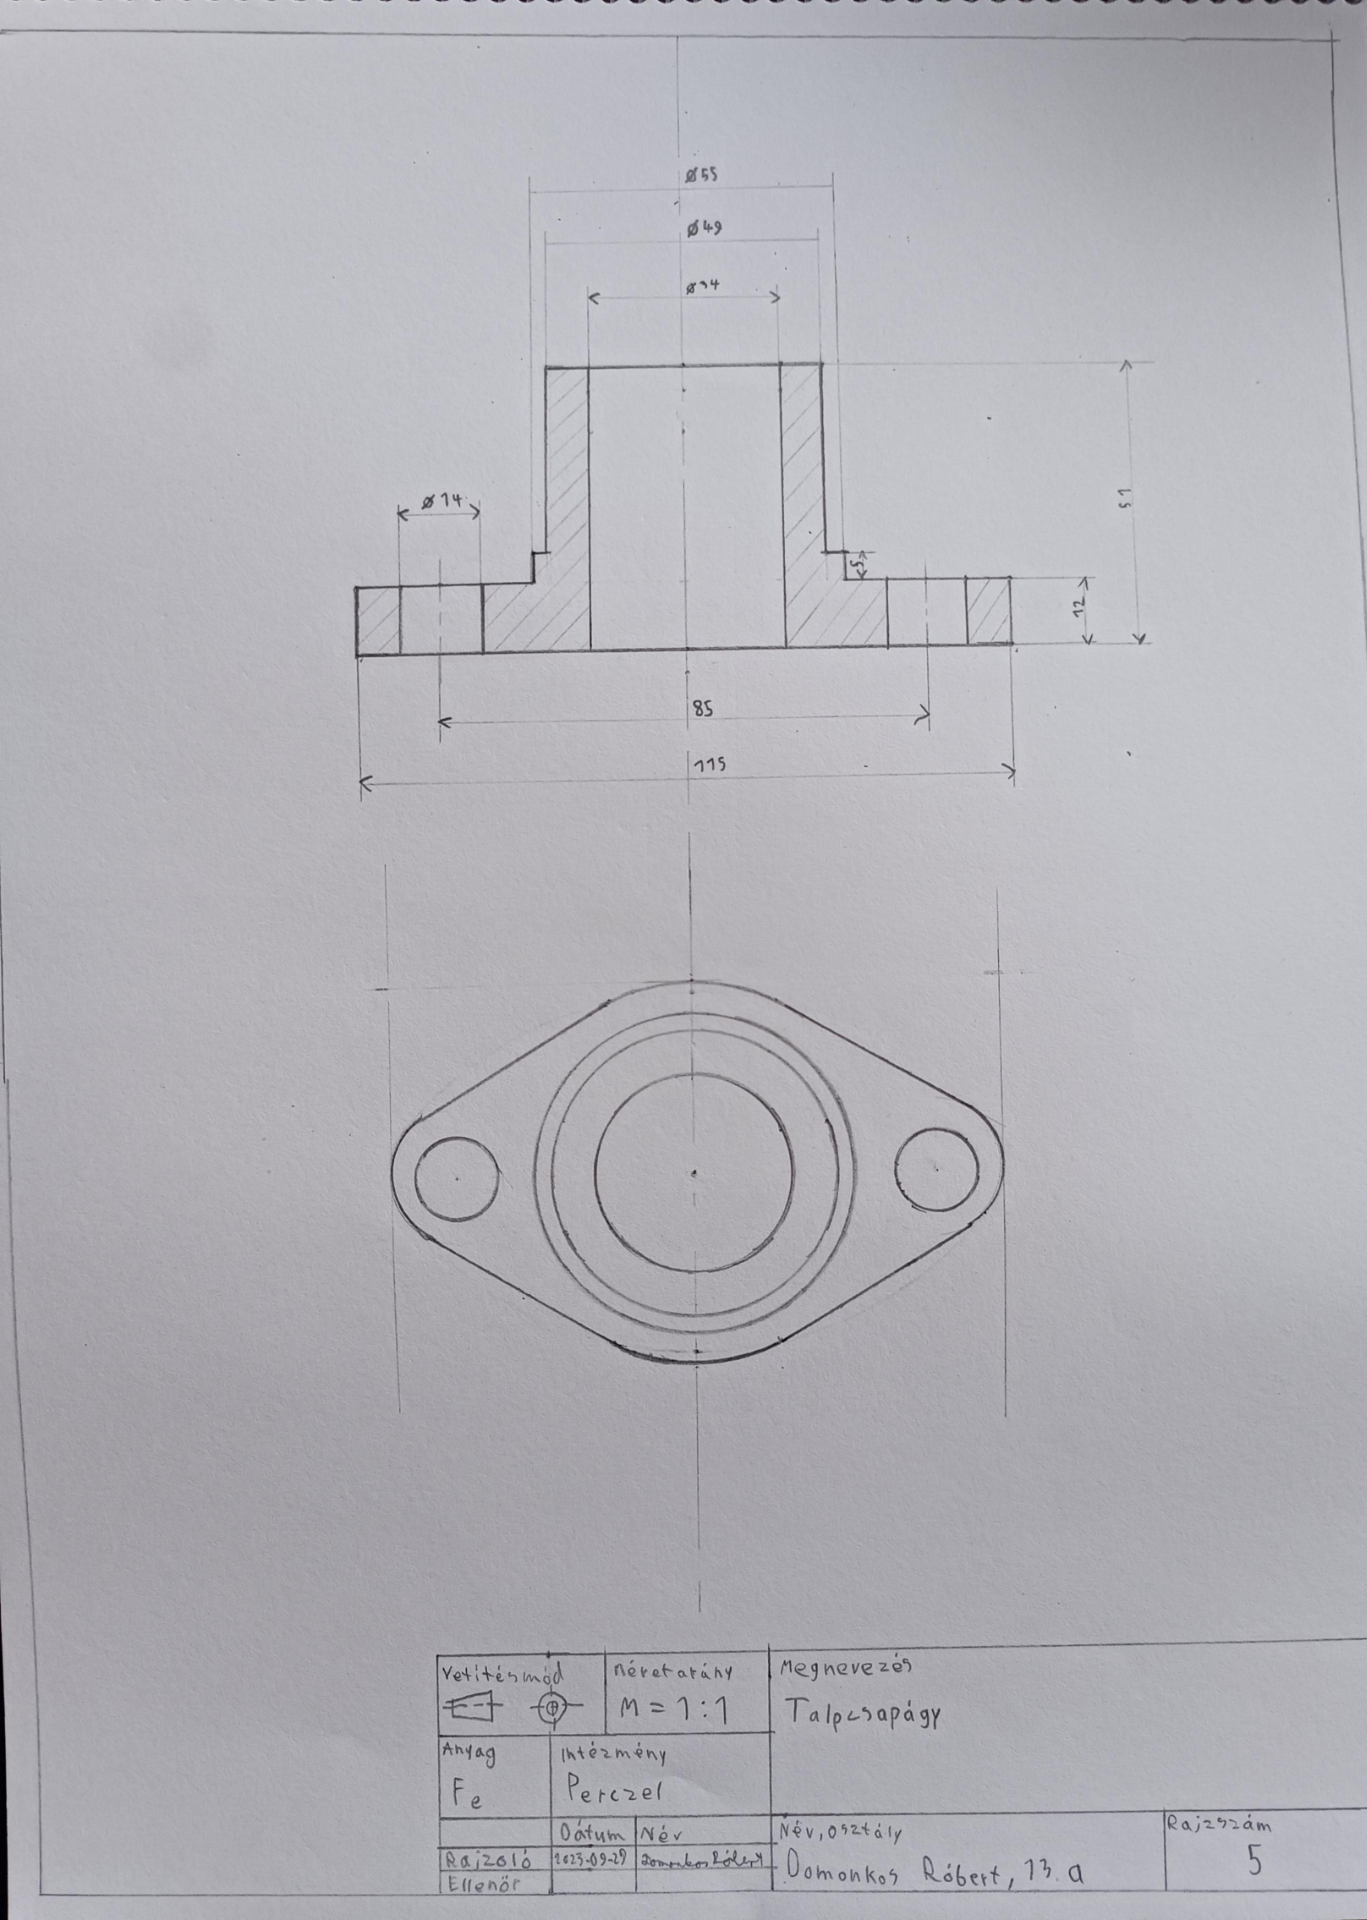 ø55
ø49
ø34
ø14
51
5
12
85
115
Vetítésmód
Méretarány
M = 1:1
Megnevezés
Talpcsapágy
Anyag
Fe
Intézmény
Perczel
Dátum
Név
Név, osztály
Rajzszám
Rajzoló
2023-09-29
Domonkos Róbert
Domonkos Róbert, 13. a
5
Ellenőr